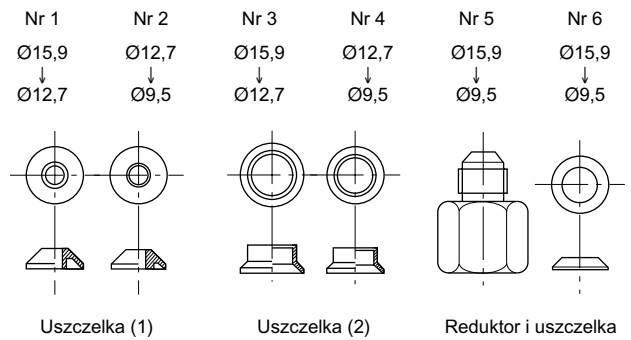 Nr 1 Nr 2 Nr 3 Nr 4 Nr 5 Nr 6
Ø15,9 Ø12,7 Ø15,9 Ø12,7 Ø15,9 Ø15,9
↓ ↓ ↓ ↓ ↓ ↓
Ø12,7 Ø9,5 Ø12,7 Ø9,5 Ø9,5 Ø9,5
Uszczelka (1) Uszczelka (2) Reduktor i uszczelka